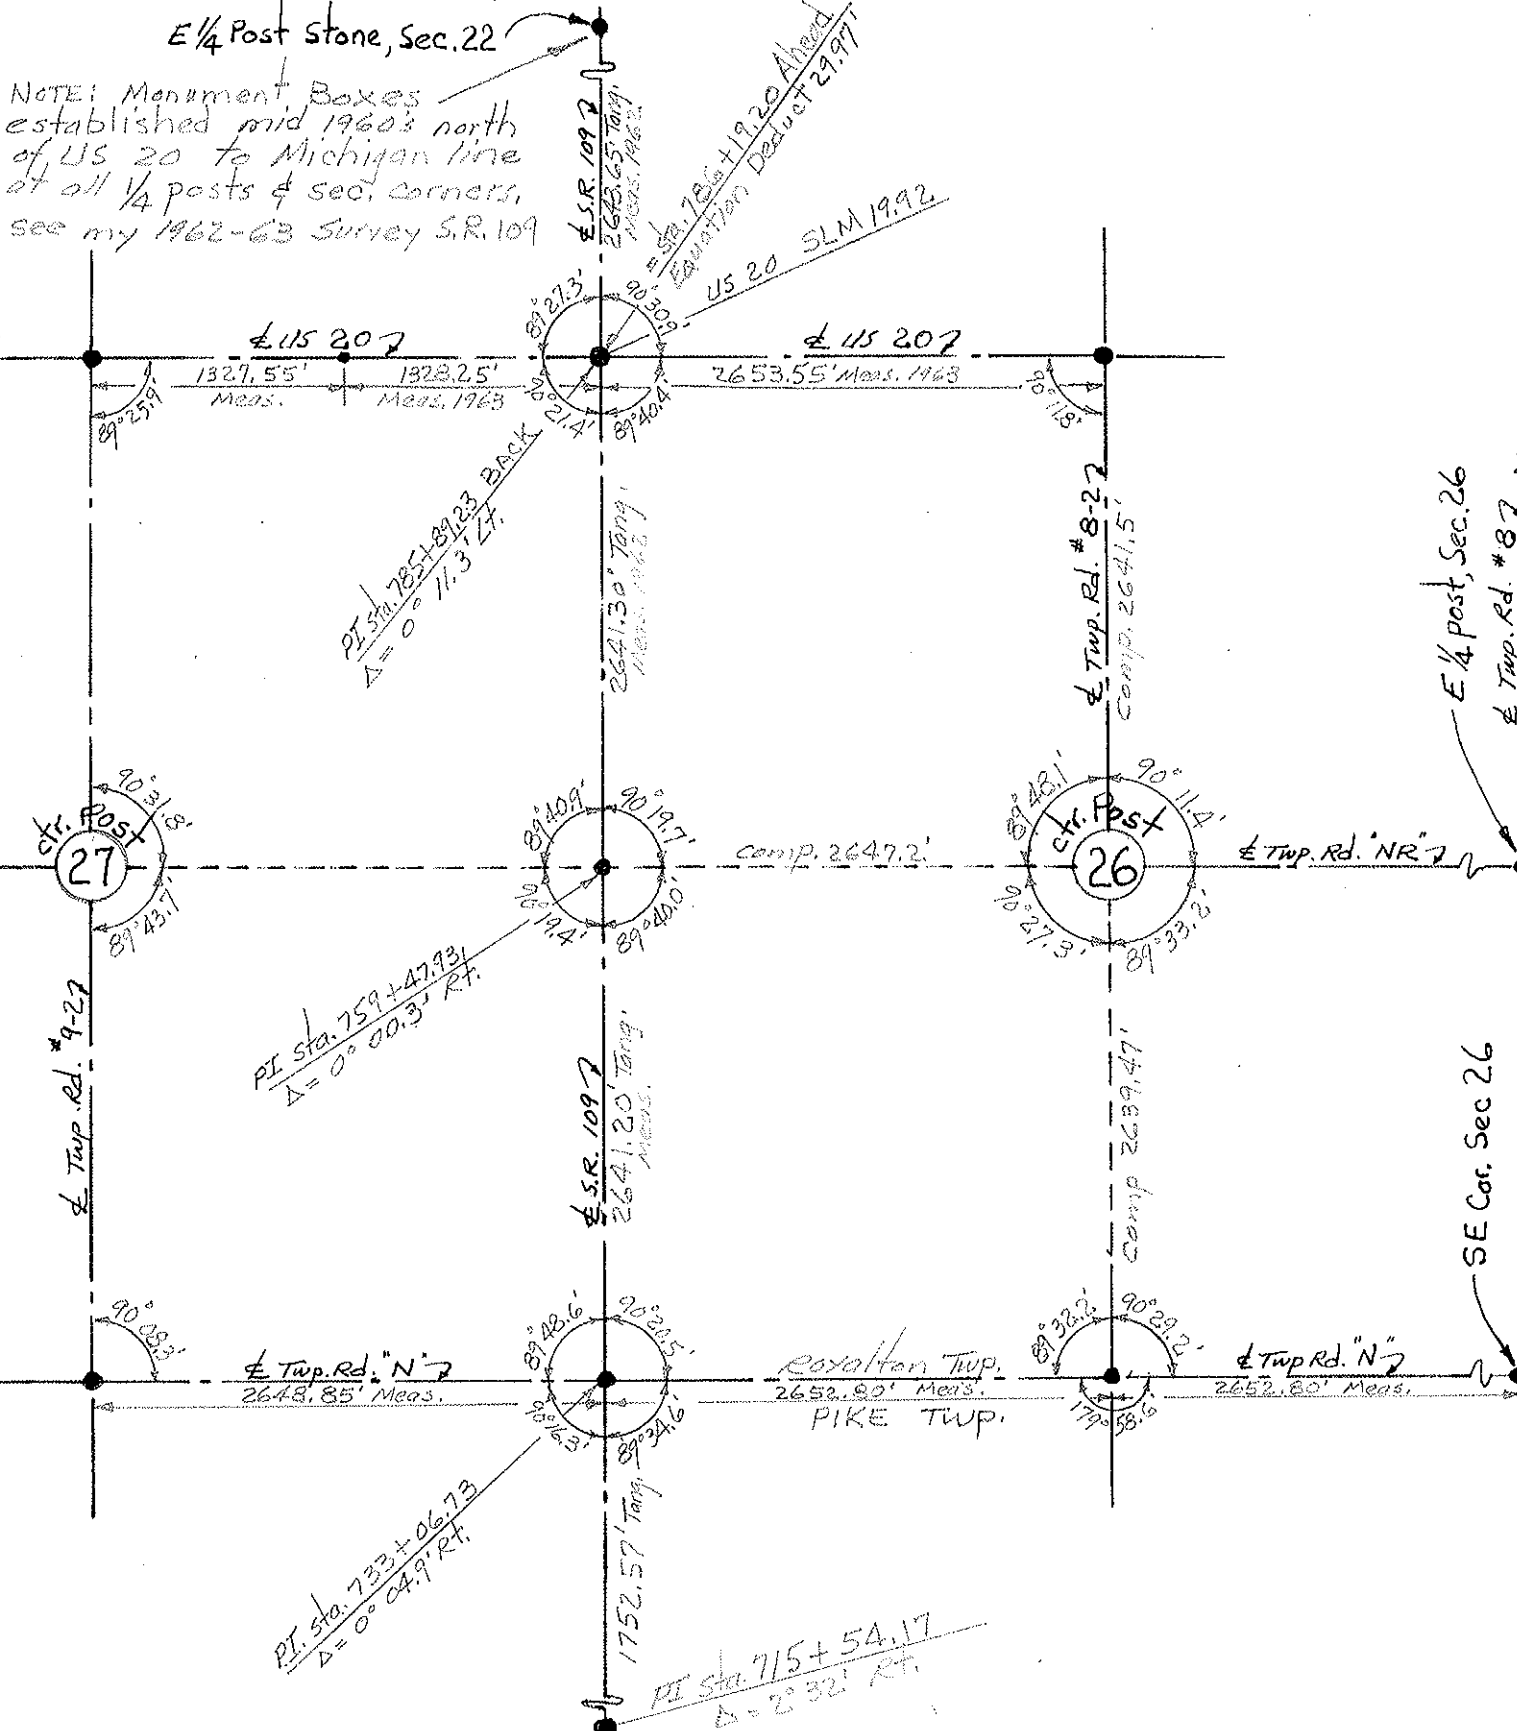 E 1/4 Post Stone, Sec. 22
NOTE: Monument Boxes
established mid 1960's north
of US 20 to Michigan line
at all 1/4 posts & sec. corners,
see my 1962-63 Survey S.R. 109
℄ S.R. 109
2643.65 Tang.
Meas. 1962
= Sta. 786+19.20 Ahead
Equation Deduct 29.97'
US 20 SLM 19.92
89°27.3'
90°30.9'
℄ US 20
℄ US 20
1327.55'
Meas.
1328.25'
Meas. 1963
2653.55' Meas. 1963
89°25.9'
90°21.4'
89°40.4'
90°11.8'
PI Sta. 785+89.23 BACK
Δ = 0° 11.3' Lt.
2641.30' Tang.
Meas. 1962
℄ Twp. Rd. #8-2
Comp. 2641.5'
E 1/4 post, Sec. 26
℄ Twp. Rd. #8
90°31.8'
ctr. Post
27
89°43.7'
89°40.9'
90°19.7'
90°19.4'
89°40.0'
comp. 2647.2'
89°48.1'
90°11.4'
ctr. Post
26
90°27.3'
89°33.2'
℄ Twp. Rd. "NR"
PI Sta. 759+47.93
Δ = 0° 00.3' Rt.
℄ Twp. Rd. #9-2
℄ S.R. 109
2641.20' Tang.
Meas.
Comp 2639.47'
SE Cor. Sec 26
90°08.3'
89°48.6'
90°20.5'
89°32.2'
90°29.2'
℄ Twp. Rd. "N"
2648.85' Meas.
Royalton Twp.
2652.80' Meas.
PIKE TWP.
℄ Twp Rd. "N"
2652.80' Meas.
90°16.3'
89°34.6'
179°58.6'
P.I. Sta. 733+06.73
Δ = 0° 04.9' Rt.
1752.57' Tang.
PI Sta. 715+54.17
Δ = 2° 32' Rt.